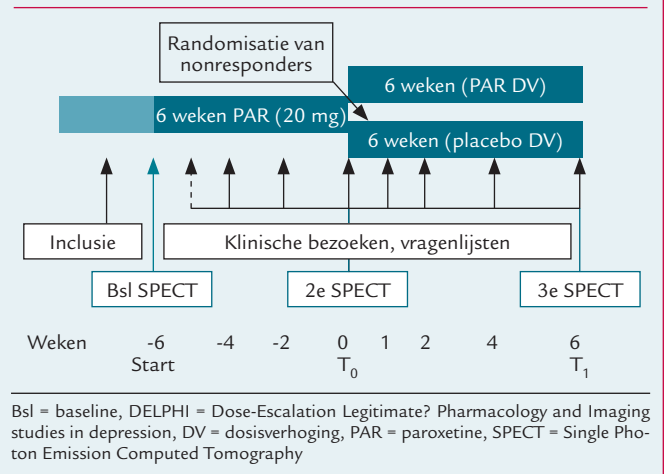 Randomisatie van
nonresponders
6 weken (PAR DV)
6 weken PAR (20 mg)
6 weken (placebo DV)
Inclusie
Klinische bezoeken, vragenlijsten
Bsl SPECT
2e SPECT
3e SPECT
Weken -6 -4 -2 0 1 2 4 6
Start T₀ T₁
Bsl = baseline, DELPHI = Dose-Escalation Legitimate? Pharmacology and Imaging
studies in depression, DV = dosisverhoging, PAR = paroxetine, SPECT = Single Pho-
ton Emission Computed Tomography